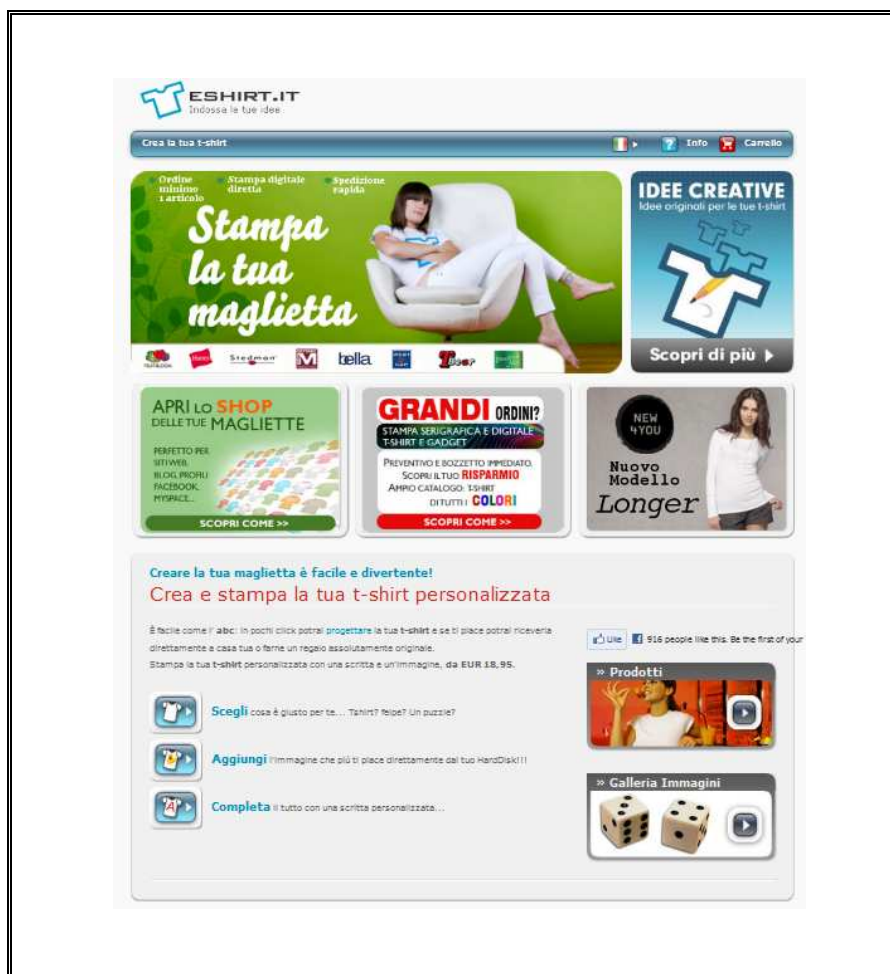 ESHIRT.IT
Indossa le tue idee
Crea la tua t-shirt
Info
Carrello
Ordine minimo 1 articolo
Stampa digitale diretta
Spedizione rapida
Stampa
la tua
maglietta
Hanes
Stedman
bella
IDEE CREATIVE
Idee originali per le tue t-shirt
Scopri di più
APRI LO SHOP
DELLE TUE MAGLIETTE
PERFETTO PER
SITI WEB,
BLOG, PROFILI
FACEBOOK,
MYSPACE...
SCOPRI COME >>
GRANDI ORDINI?
STAMPA SERIGRAFICA E DIGITALE
T-SHIRT E GADGET
PREVENTIVO E BOZZETTO IMMEDIATO.
SCOPRI IL TUO RISPARMIO
AMPIO CATALOGO: T-SHIRT
DI TUTTI I COLORI
SCOPRI COME >>
NEW
4YOU
Nuovo
Modello
Longer
Creare la tua maglietta è facile e divertente!
Crea e stampa la tua t-shirt personalizzata
È facile come l' abc: in pochi click potrai progettare la tua t-shirt e se ti piace potrai riceverla
direttamente a casa tua o farne un regalo assolutamente originale.
Stampa la tua t-shirt personalizzata con una scritta e un'immagine, da EUR 18,95.
Like
916 people like this. Be the first of your
» Prodotti
Scegli cosa è giusto per te... Tshirt? felpe? Un puzzle?
Aggiungi l'immagine che più ti piace direttamente dal tuo HardDisk!!!
» Galleria Immagini
Completa il tutto con una scritta personalizzata...